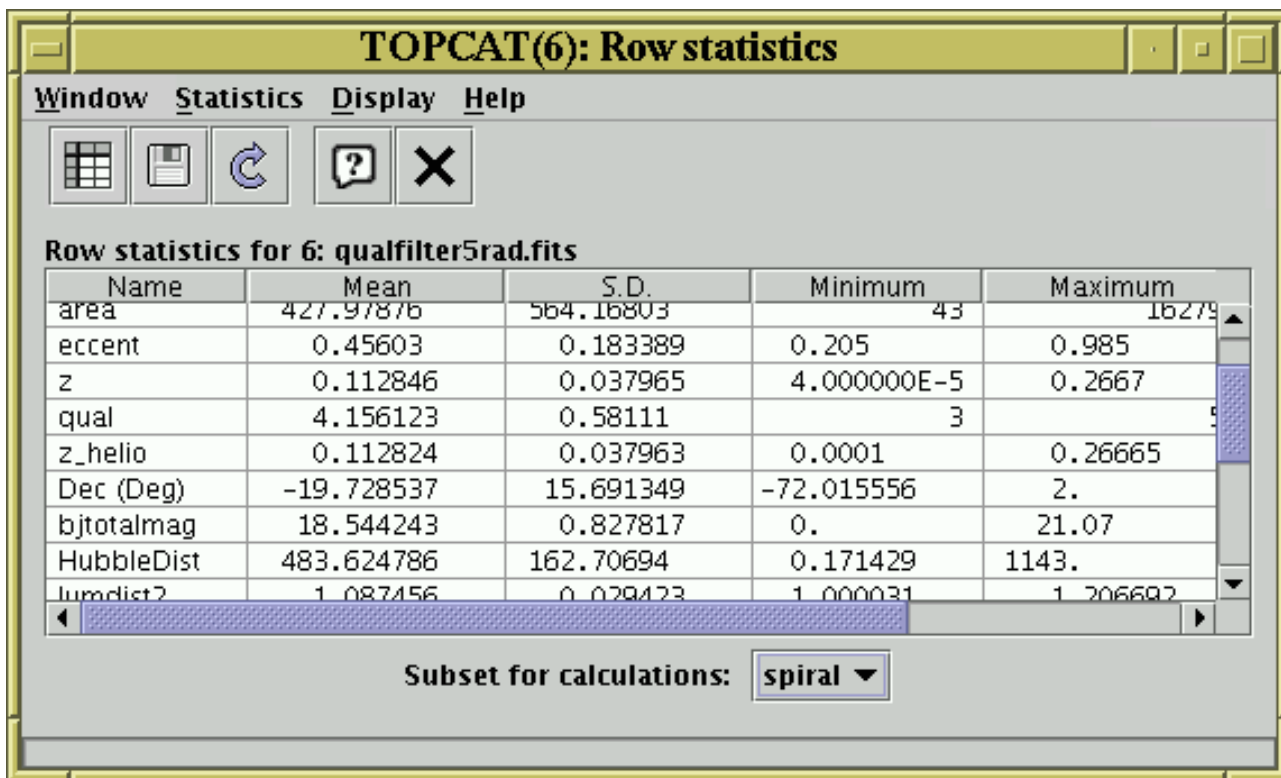 TOPCAT(6): Row statistics
Window Statistics Display Help
Row statistics for 6: qualfilter5rad.fits
Name Mean S.D. Minimum Maximum
area 427.97876 564.16803 43 16279
eccent 0.45603 0.183389 0.205 0.985
z 0.112846 0.037965 4.000000E-5 0.2667
qual 4.156123 0.58111 3 5
z_helio 0.112824 0.037963 0.0001 0.26665
Dec (Deg) -19.728537 15.691349 -72.015556 2.
bjtotalmag 18.544243 0.827817 0. 21.07
HubbleDist 483.624786 162.70694 0.171429 1143.
lumdist2 1.087456 0.029423 1.000031 1.206692
Subset for calculations: spiral